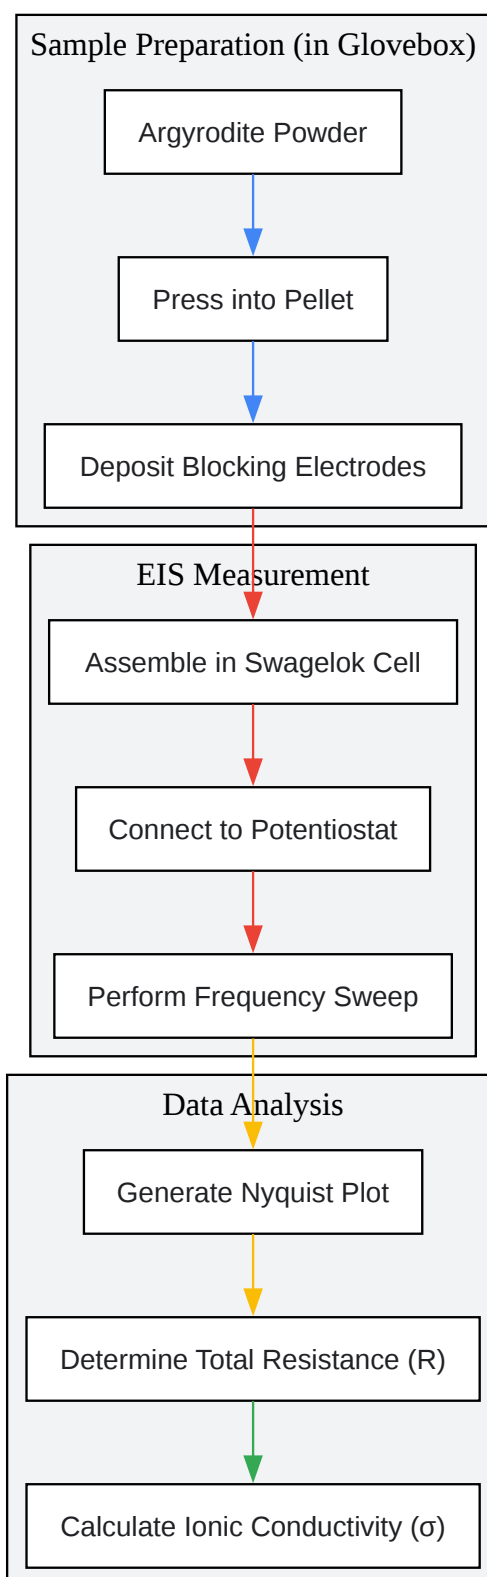 Sample Preparation (in Glovebox)
Argyrodite Powder
Press into Pellet
Deposit Blocking Electrodes
EIS Measurement
Assemble in Swagelok Cell
Connect to Potentiostat
Perform Frequency Sweep
Data Analysis
Generate Nyquist Plot
Determine Total Resistance (R)
Calculate Ionic Conductivity (σ)